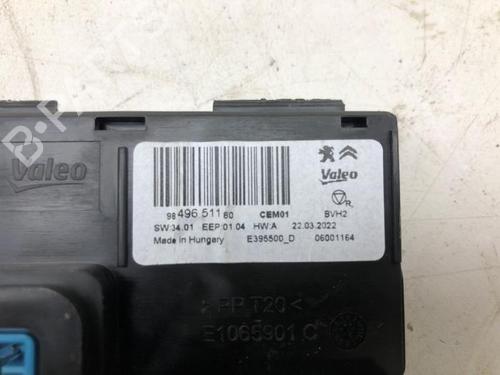 Valeo
Valeo
98 496 511 80 CEM01 BVH2
SW:34.01 EEP:01.04 HW:A 22.03.2022
Made in Hungary E395500_D 06001164
>PP T20<
E1065901 C